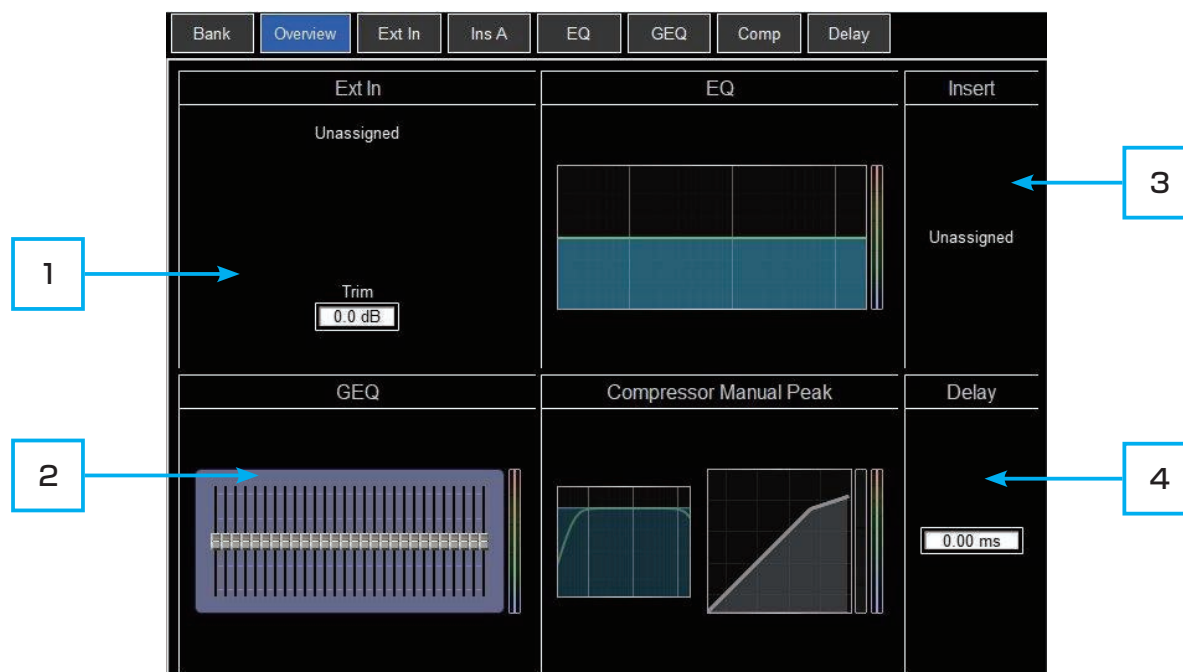 Bank Overview Ext In Ins A EQ GEQ Comp Delay
Ext In EQ Insert
Unassigned
3
Unassigned
1
Trim
0.0 dB
GEQ Compressor Manual Peak Delay
2
4
0.00 ms